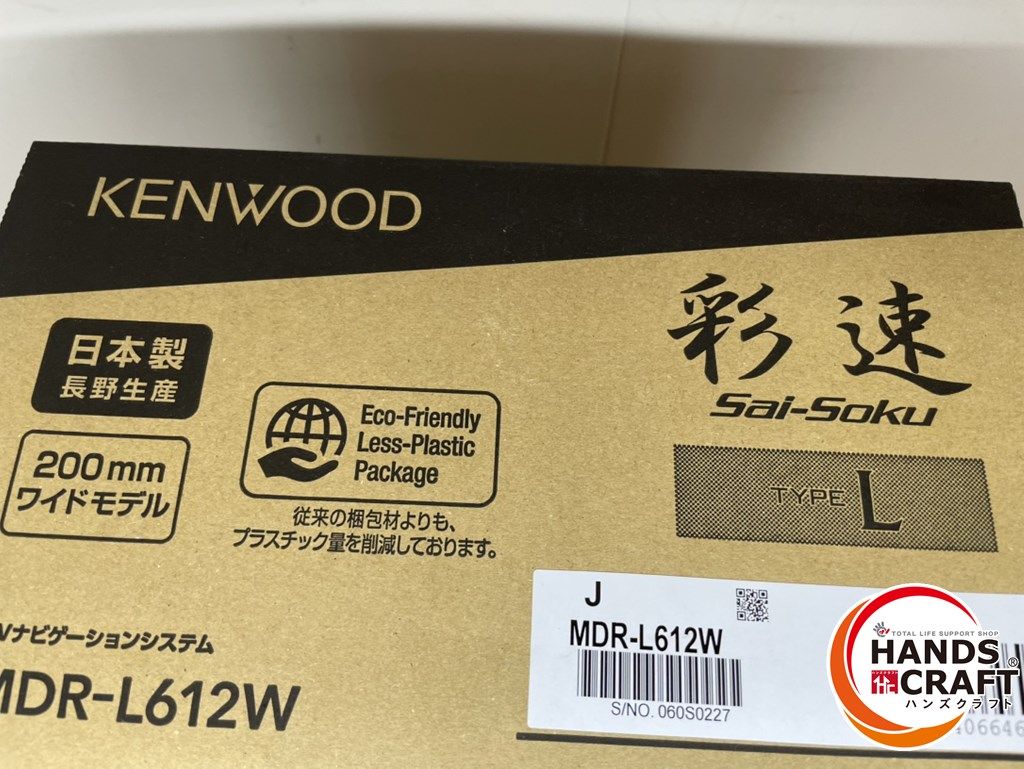 KENWOOD
日本製
長野生産
200mm
ワイドモデル
Eco-Friendly
Less-Plastic
Package
従来の梱包材よりも、
プラスチック量を削減しております。
彩速
Sai-Soku
TYPE L
Vナビゲーションシステム
MDR-L612W
J
MDR-L612W
S/NO. 060S0227
TOTAL LIFE SUPPORT SHOP
HANDS
CRAFT®
ハンズクラフト